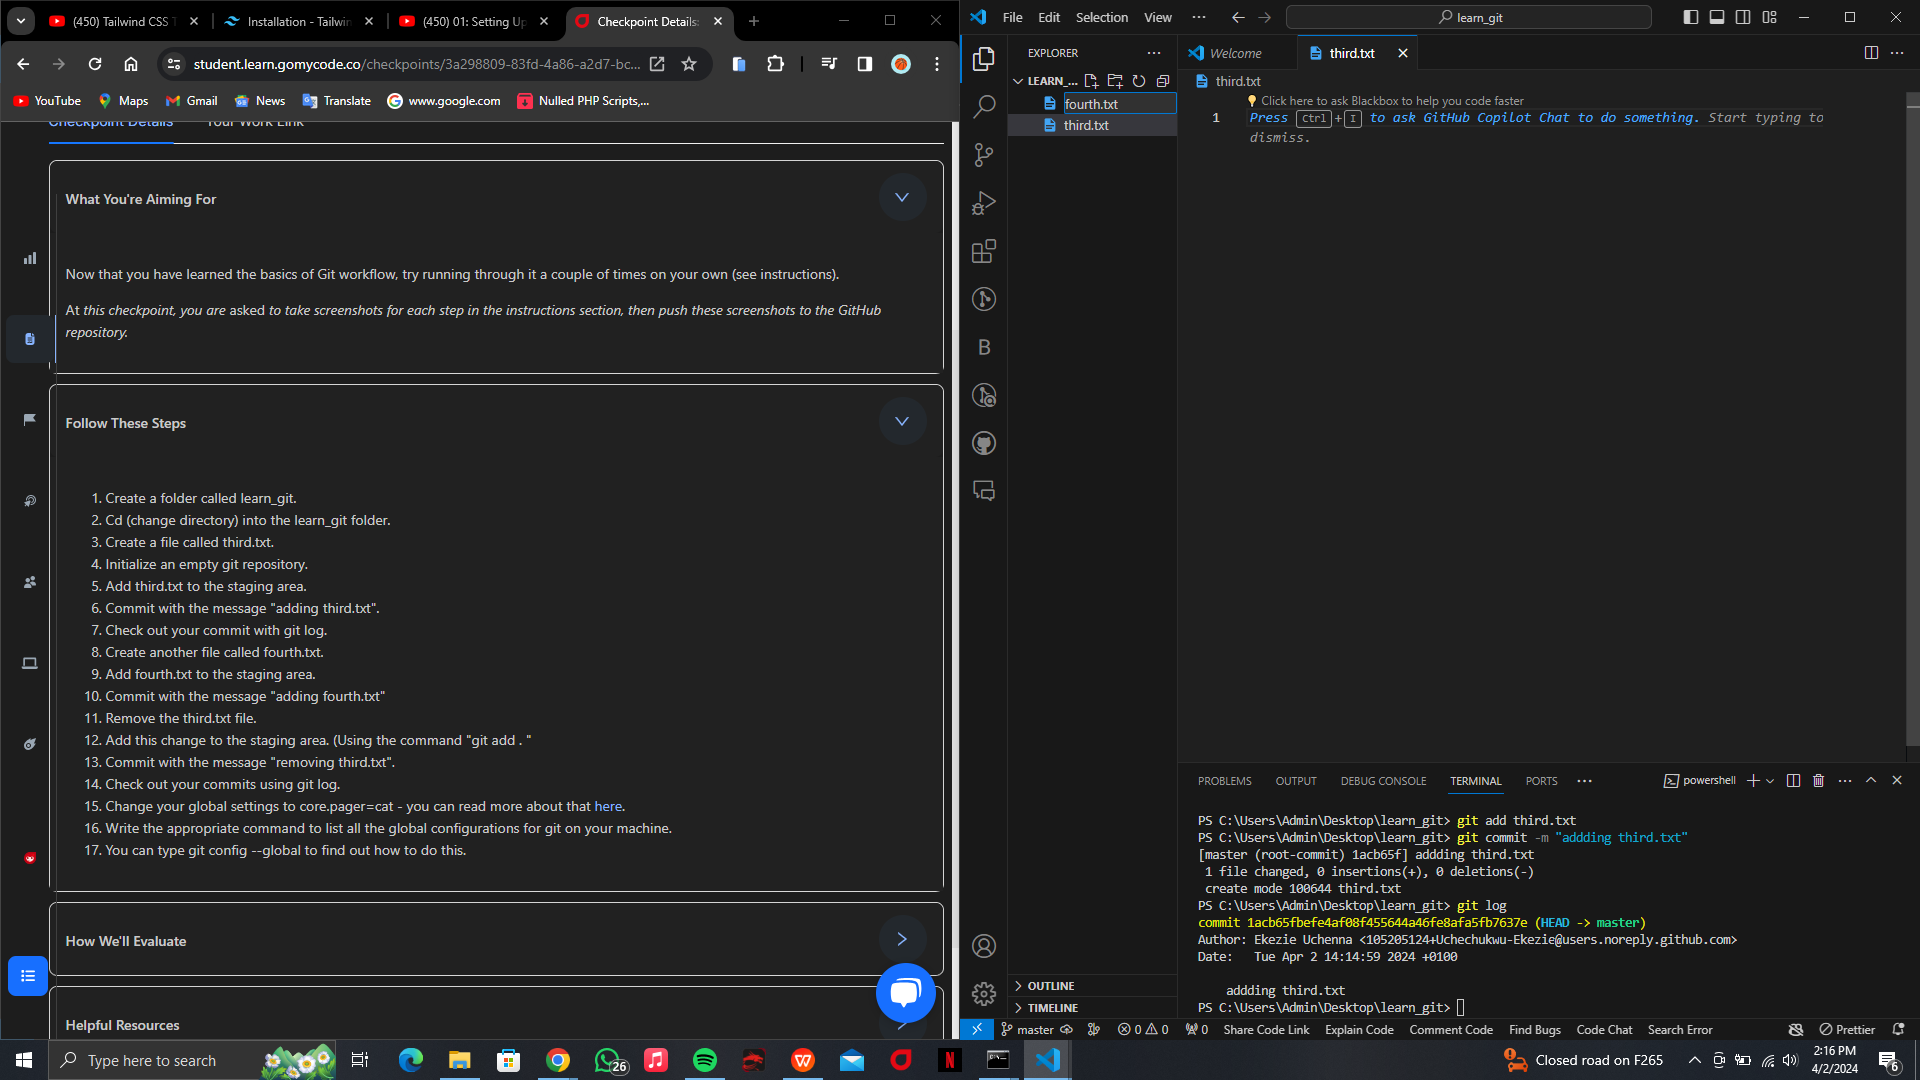 (450) Tailwind CSS T
Installation - Tailwin
(450) 01: Setting Up
Checkpoint Details:
student.learn.gomycode.co/checkpoints/3a298809-83fd-4a86-a2d7-bc...
YouTube
Maps
Gmail
News
Translate
www.google.com
Nulled PHP Scripts,...
Checkpoint Details
Your Work Link
What You're Aiming For
Now that you have learned the basics of Git workflow, try running through it a couple of times on your own (see instructions).
At this checkpoint, you are asked to take screenshots for each step in the instructions section, then push these screenshots to the GitHub
repository.
Follow These Steps
1. Create a folder called learn_git.
2. Cd (change directory) into the learn_git folder.
3. Create a file called third.txt.
4. Initialize an empty git repository.
5. Add third.txt to the staging area.
6. Commit with the message "adding third.txt".
7. Check out your commit with git log.
8. Create another file called fourth.txt.
9. Add fourth.txt to the staging area.
10. Commit with the message "adding fourth.txt"
11. Remove the third.txt file.
12. Add this change to the staging area. (Using the command "git add . "
13. Commit with the message "removing third.txt".
14. Check out your commits using git log.
15. Change your global settings to core.pager=cat - you can read more about that here.
16. Write the appropriate command to list all the global configurations for git on your machine.
17. You can type git config --global to find out how to do this.
How We'll Evaluate
Helpful Resources
File Edit Selection View ···
learn_git
EXPLORER
LEARN_...
fourth.txt
third.txt
OUTLINE
TIMELINE
Welcome
third.txt
third.txt
Click here to ask Blackbox to help you code faster
1 Press Ctrl+I to ask GitHub Copilot Chat to do something. Start typing to
dismiss.
PROBLEMS OUTPUT DEBUG CONSOLE TERMINAL PORTS ···
powershell
PS C:\Users\Admin\Desktop\learn_git> git add third.txt
PS C:\Users\Admin\Desktop\learn_git> git commit -m "addding third.txt"
[master (root-commit) 1acb65f] addding third.txt
1 file changed, 0 insertions(+), 0 deletions(-)
create mode 100644 third.txt
PS C:\Users\Admin\Desktop\learn_git> git log
commit 1acb65fbefe4af08f455644a46fe8afa5fb7637e (HEAD -> master)
Author: Ekezie Uchenna <105205124+Uchechukwu-Ekezie@users.noreply.github.com>
Date: Tue Apr 2 14:14:59 2024 +0100
addding third.txt
PS C:\Users\Admin\Desktop\learn_git>
master
0 0
0
Share Code Link
Explain Code
Comment Code
Find Bugs
Code Chat
Search Error
Prettier
Type here to search
26
Closed road on F265
2:16 PM
4/2/2024
6